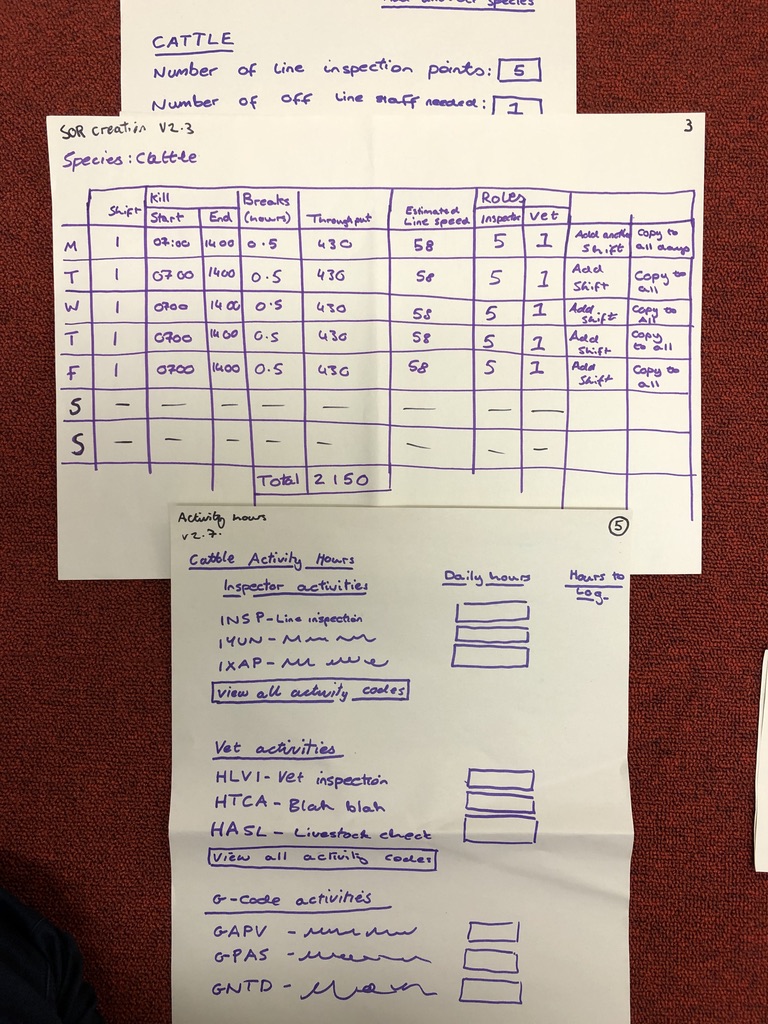 another species
CATTLE
Number of line inspection points: 5
Number of off line staff needed: 1
SOR creation V2.3
3
Species: Cattle
Shift Kill Breaks (hours) Throughput Estimated Line speed Roles
Start End Inspector Vet
M 1 07:00 1400 0.5 430 58 5 1 Add another shift Copy to all days
T 1 0700 1400 0.5 430 58 5 1 Add shift Copy to all
W 1 0700 1400 0.5 430 58 5 1 Add shift Copy to All
T 1 0700 1400 0.5 430 58 5 1 Add shift Copy to all
F 1 0700 1400 0.5 430 58 5 1 Add shift Copy to all
S — — — — — — — —
S — — — — — — — —
Total 2150
Activity hours
v2.7.
5
Cattle Activity Hours
Inspector activities Daily hours Hours to Log.
INSP - Line inspection
IYUN -
IXAP -
View all activity codes
Vet activities
HLVI - Vet inspection
HTCA - Blah blah
HASL - Livestock check
View all activity codes
G-Code activities
GAPV -
GPAS -
GNTD -